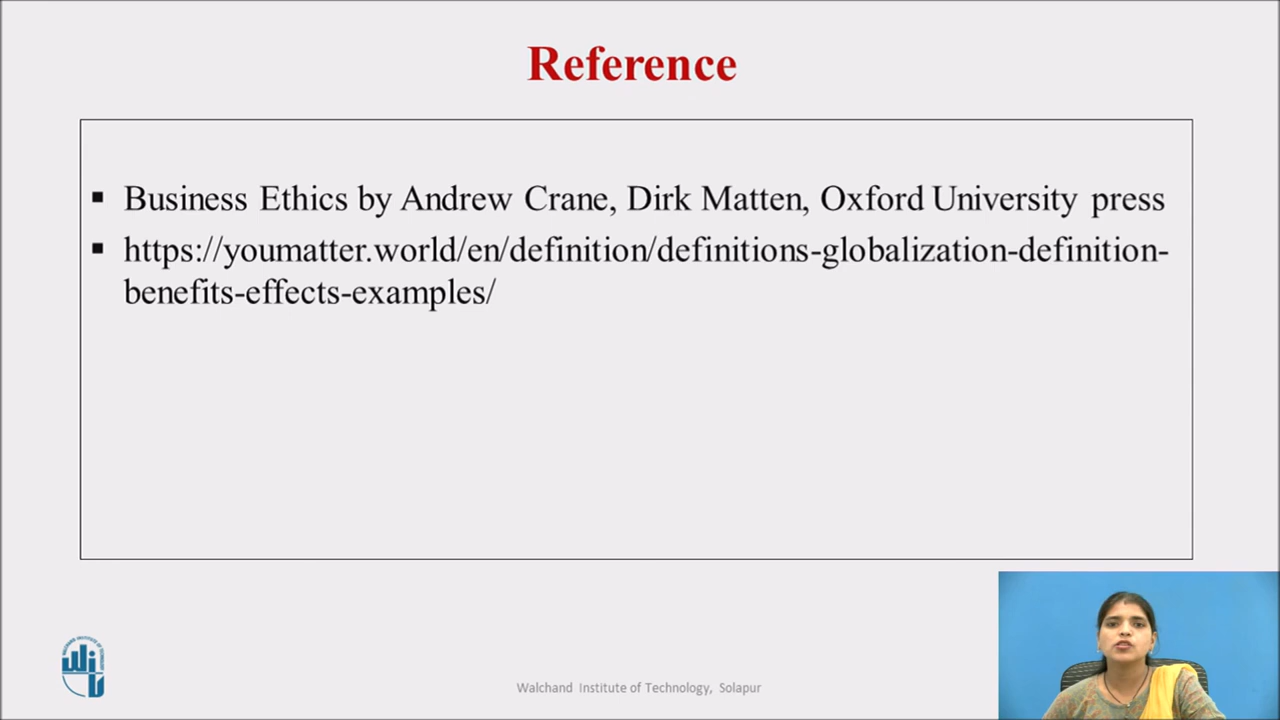 Reference
▪ Business Ethics by Andrew Crane, Dirk Matten, Oxford University press
▪ https://youmatter.world/en/definition/definitions-globalization-definition-
benefits-effects-examples/
WIT
Walchand Institute of Technology, Solapur